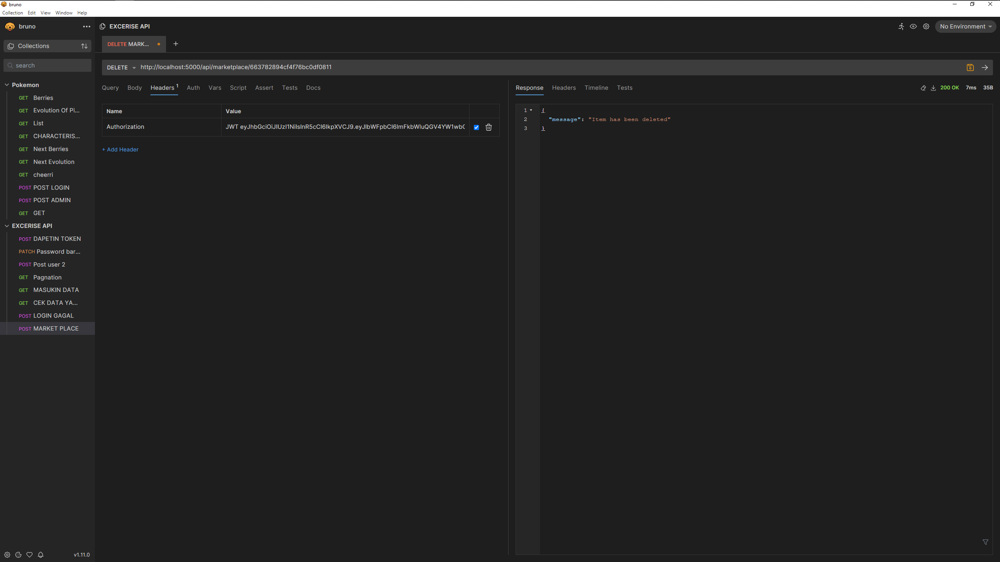 bruno
Collection Edit View Window Help
bruno
EXCERISE API
No Environment
Collections
DELETE MARK...
search
DELETE http://localhost:5000/api/marketplace/663782894cf4f76bc0df0811
Pokemon
GET Berries
GET Evolution Of Pi...
GET List
GET CHARACTERIS...
GET Next Berries
GET Next Evolution
GET cheerri
POST POST LOGIN
POST POST ADMIN
GET GET
EXCERISE API
POST DAPETIN TOKEN
PATCH Password bar...
POST Post user 2
GET Pagnation
GET MASUKIN DATA
GET CEK DATA YA...
POST LOGIN GAGAL
POST MARKET PLACE
v1.11.0
Query Body Headers 1 Auth Vars Script Assert Tests Docs
Name Value
Authorization JWT
+ Add Header
Response Headers Timeline Tests 200 OK 7ms 35B
1 {
2 "message": "Item has been deleted"
3 }